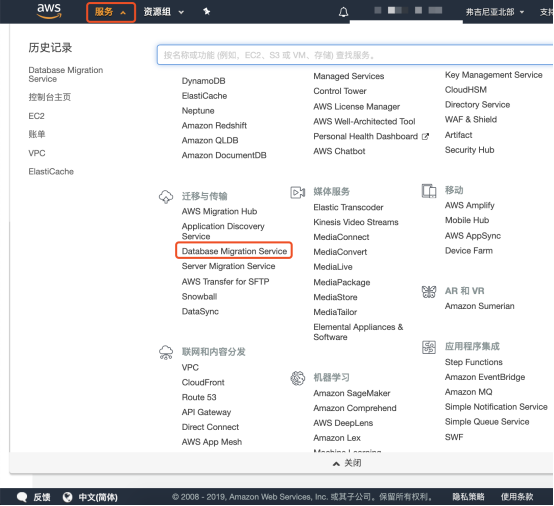 aws
服务
资源组
弗吉尼亚北部
支持
历史记录
Database Migration
Service
控制台主页
EC2
账单
VPC
ElastiCache
按名称或功能 (例如、EC2、S3 或 VM、存储) 查找服务。
DynamoDB
ElastiCache
Neptune
Amazon Redshift
Amazon QLDB
Amazon DocumentDB
迁移与传输
AWS Migration Hub
Application Discovery
Service
Database Migration Service
Server Migration Service
AWS Transfer for SFTP
Snowball
DataSync
联网和内容分发
VPC
CloudFront
Route 53
API Gateway
Direct Connect
AWS App Mesh
Managed Services
Control Tower
AWS License Manager
AWS Well-Architected Tool
Personal Health Dashboard
AWS Chatbot
媒体服务
Elastic Transcoder
Kinesis Video Streams
MediaConnect
MediaConvert
MediaLive
MediaPackage
MediaStore
MediaTailor
Elemental Appliances &
Software
机器学习
Amazon SageMaker
Amazon Comprehend
AWS DeepLens
Amazon Lex
Machine Learning
Key Management Service
CloudHSM
Directory Service
WAF & Shield
Artifact
Security Hub
移动
AWS Amplify
Mobile Hub
AWS AppSync
Device Farm
AR 和 VR
Amazon Sumerian
应用程序集成
Step Functions
Amazon EventBridge
Amazon MQ
Simple Notification Service
Simple Queue Service
SWF
关闭
反馈
中文(简体)
© 2008 - 2019, Amazon Web Services, Inc. 或其子公司。保留所有权利。
隐私策略
使用条款